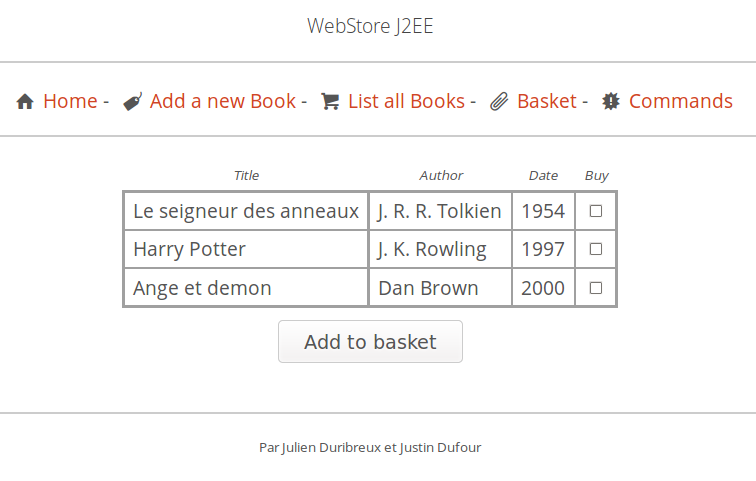 WebStore J2EE
Home - Add a new Book - List all Books - Basket - Commands
Title Author Date Buy
Le seigneur des anneaux J. R. R. Tolkien 1954
Harry Potter J. K. Rowling 1997
Ange et demon Dan Brown 2000
Add to basket
Par Julien Duribreux et Justin Dufour